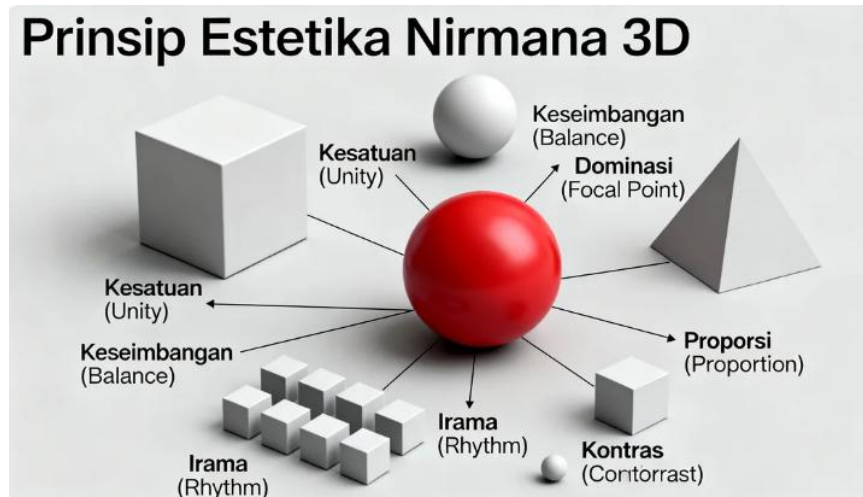 Prinsip Estetika Nirmana 3D
Keseimbangan
(Balance)
Kesatuan
(Unity)
Dominasi
(Focal Point)
Kesatuan
(Unity)
Keseimbangan
(Balance)
Proporsi
(Proportion)
Irama
(Rhythm)
Irama
(Rhythm)
Kontras